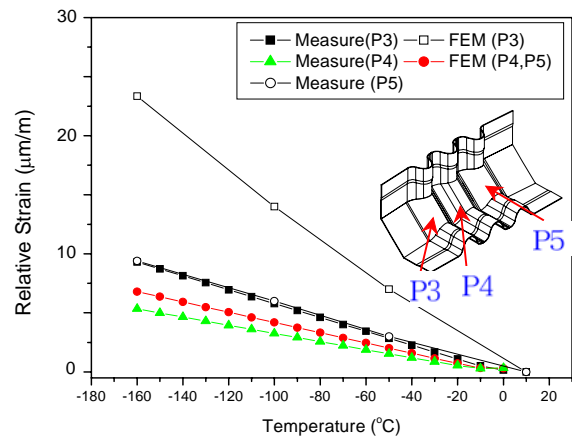 30
20
10
0
Relative Strain (μm/m)
Measure(P3)
FEM (P3)
Measure(P4)
FEM (P4,P5)
Measure (P5)
P3
P4
P5
-180 -160 -140 -120 -100 -80 -60 -40 -20 0 20
Temperature (°C)